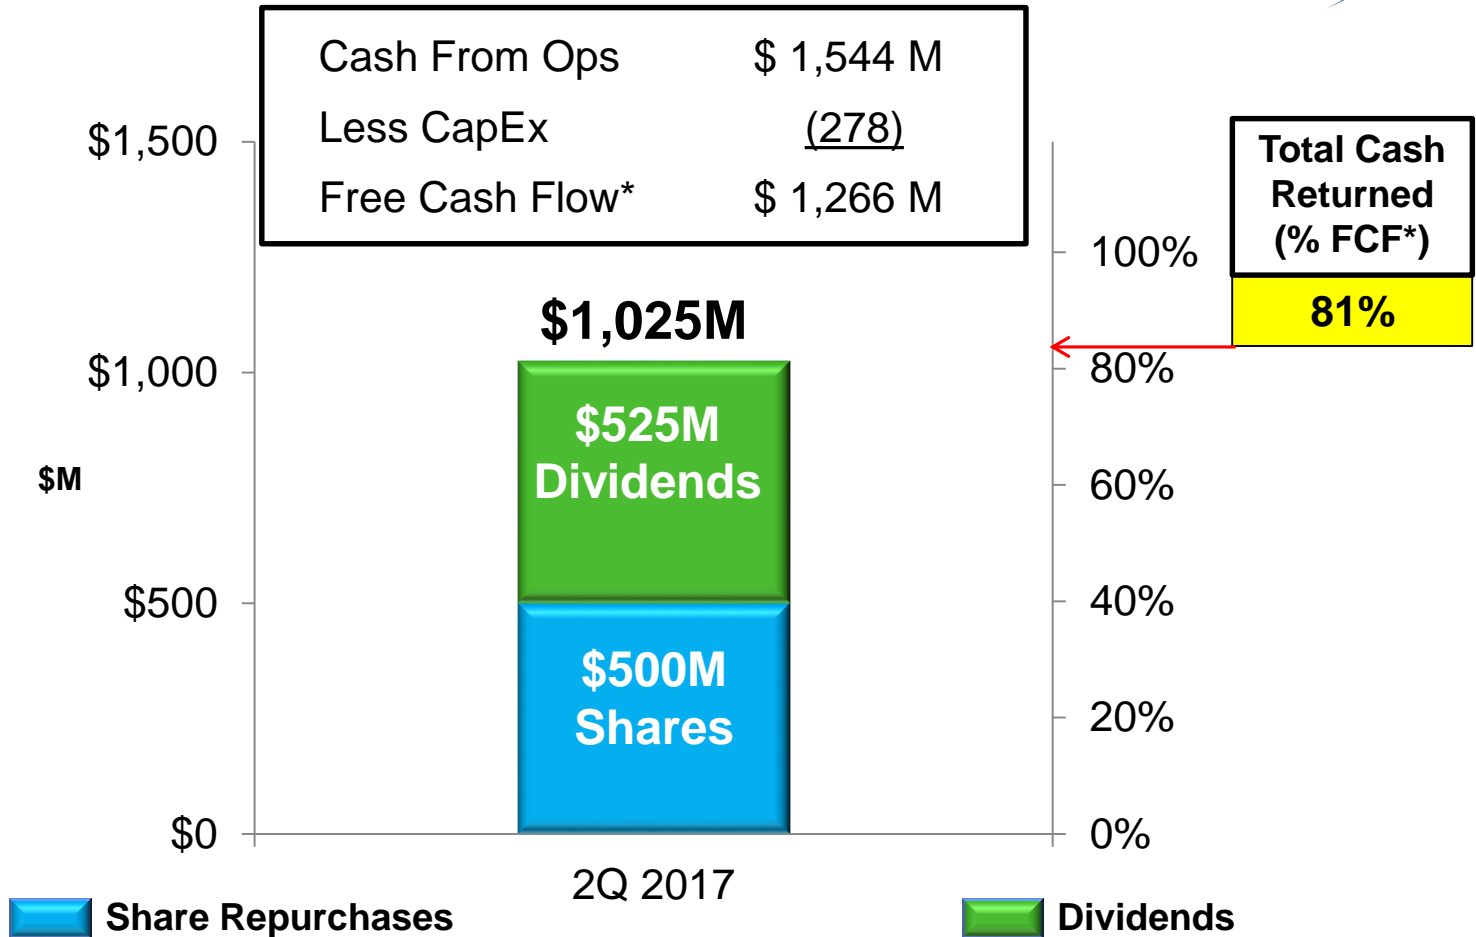 Cash From Ops $ 1,544 M
Less CapEx (278)
Free Cash Flow* $ 1,266 M
Total Cash
Returned
(% FCF*)
81%
$1,500
$1,000
$500
$0
$M
100%
80%
60%
40%
20%
0%
$1,025M
$525M
Dividends
$500M
Shares
2Q 2017
Share Repurchases
Dividends